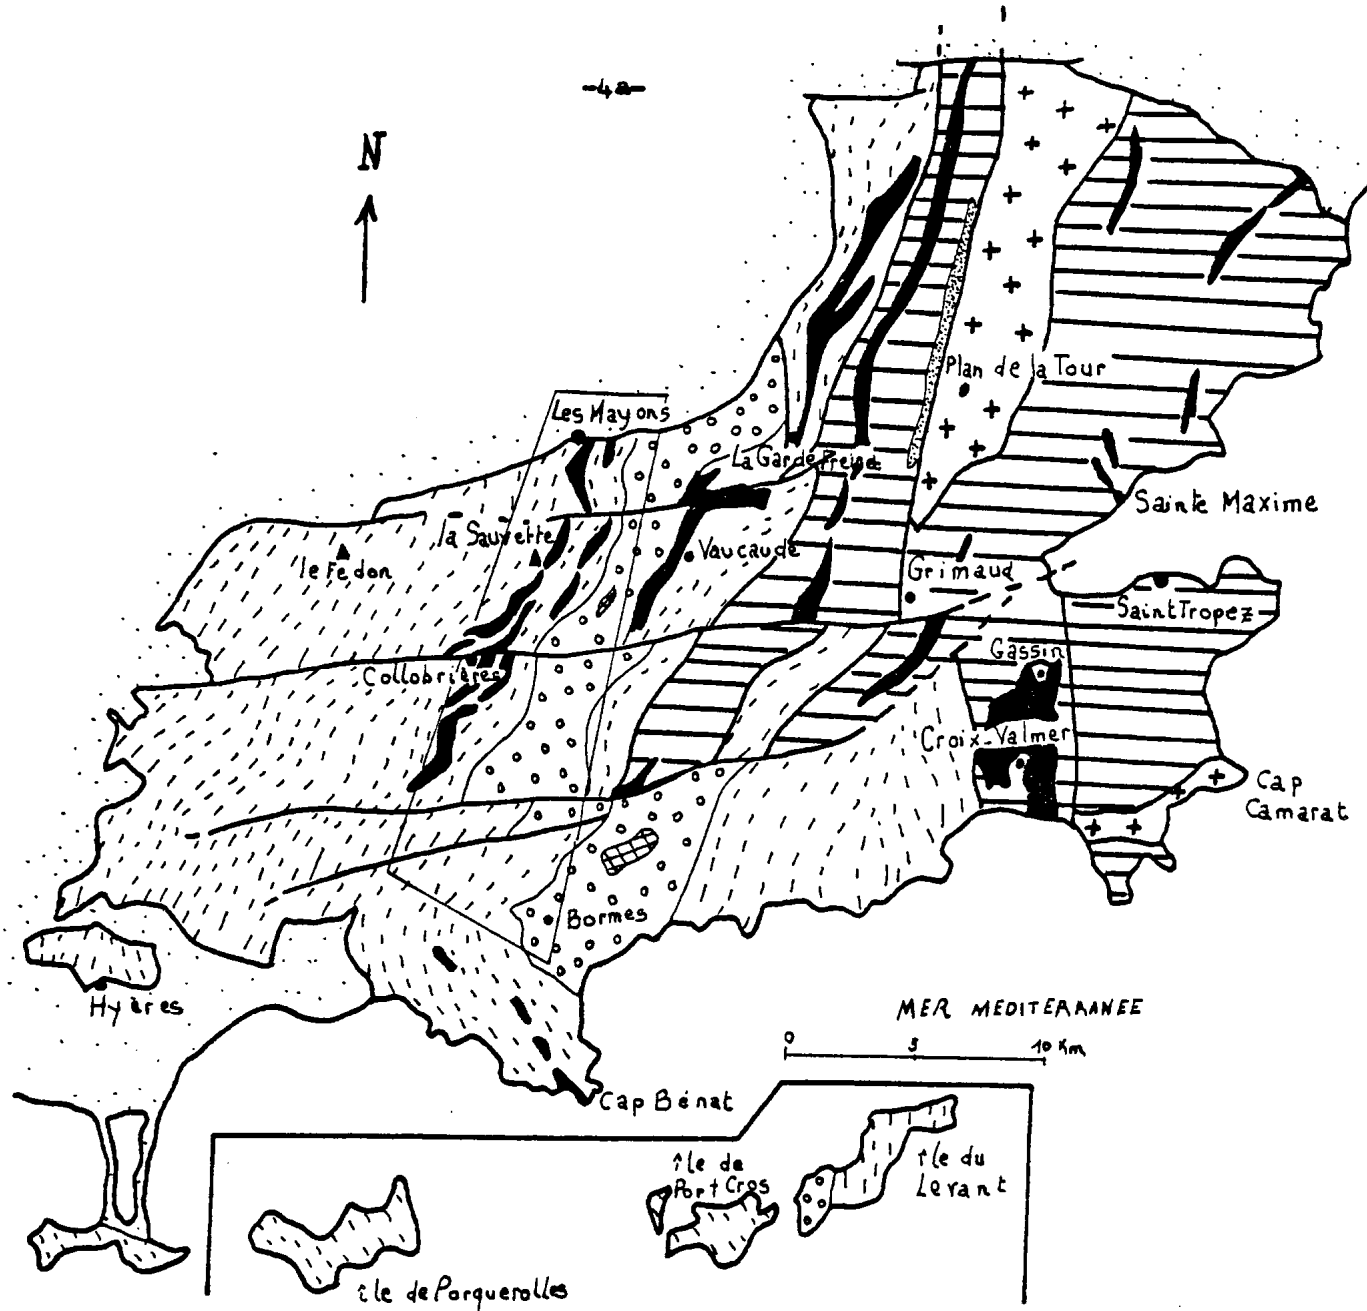 -4a-
N
Les Mayons
La Garde Freinet
Plan de la Tour
Sainte Maxime
la Sauvette
le Fedon
Vaucaude
Grimaud
Saint Tropez
Gassin
Collobrières
Croix-Valmer
Cap
Camarat
Bormes
Hyères
MER MEDITERRANEE
0 5 10 Km
Cap Bénat
île de
Port Cros
île du
Levant
île de Porquerolles